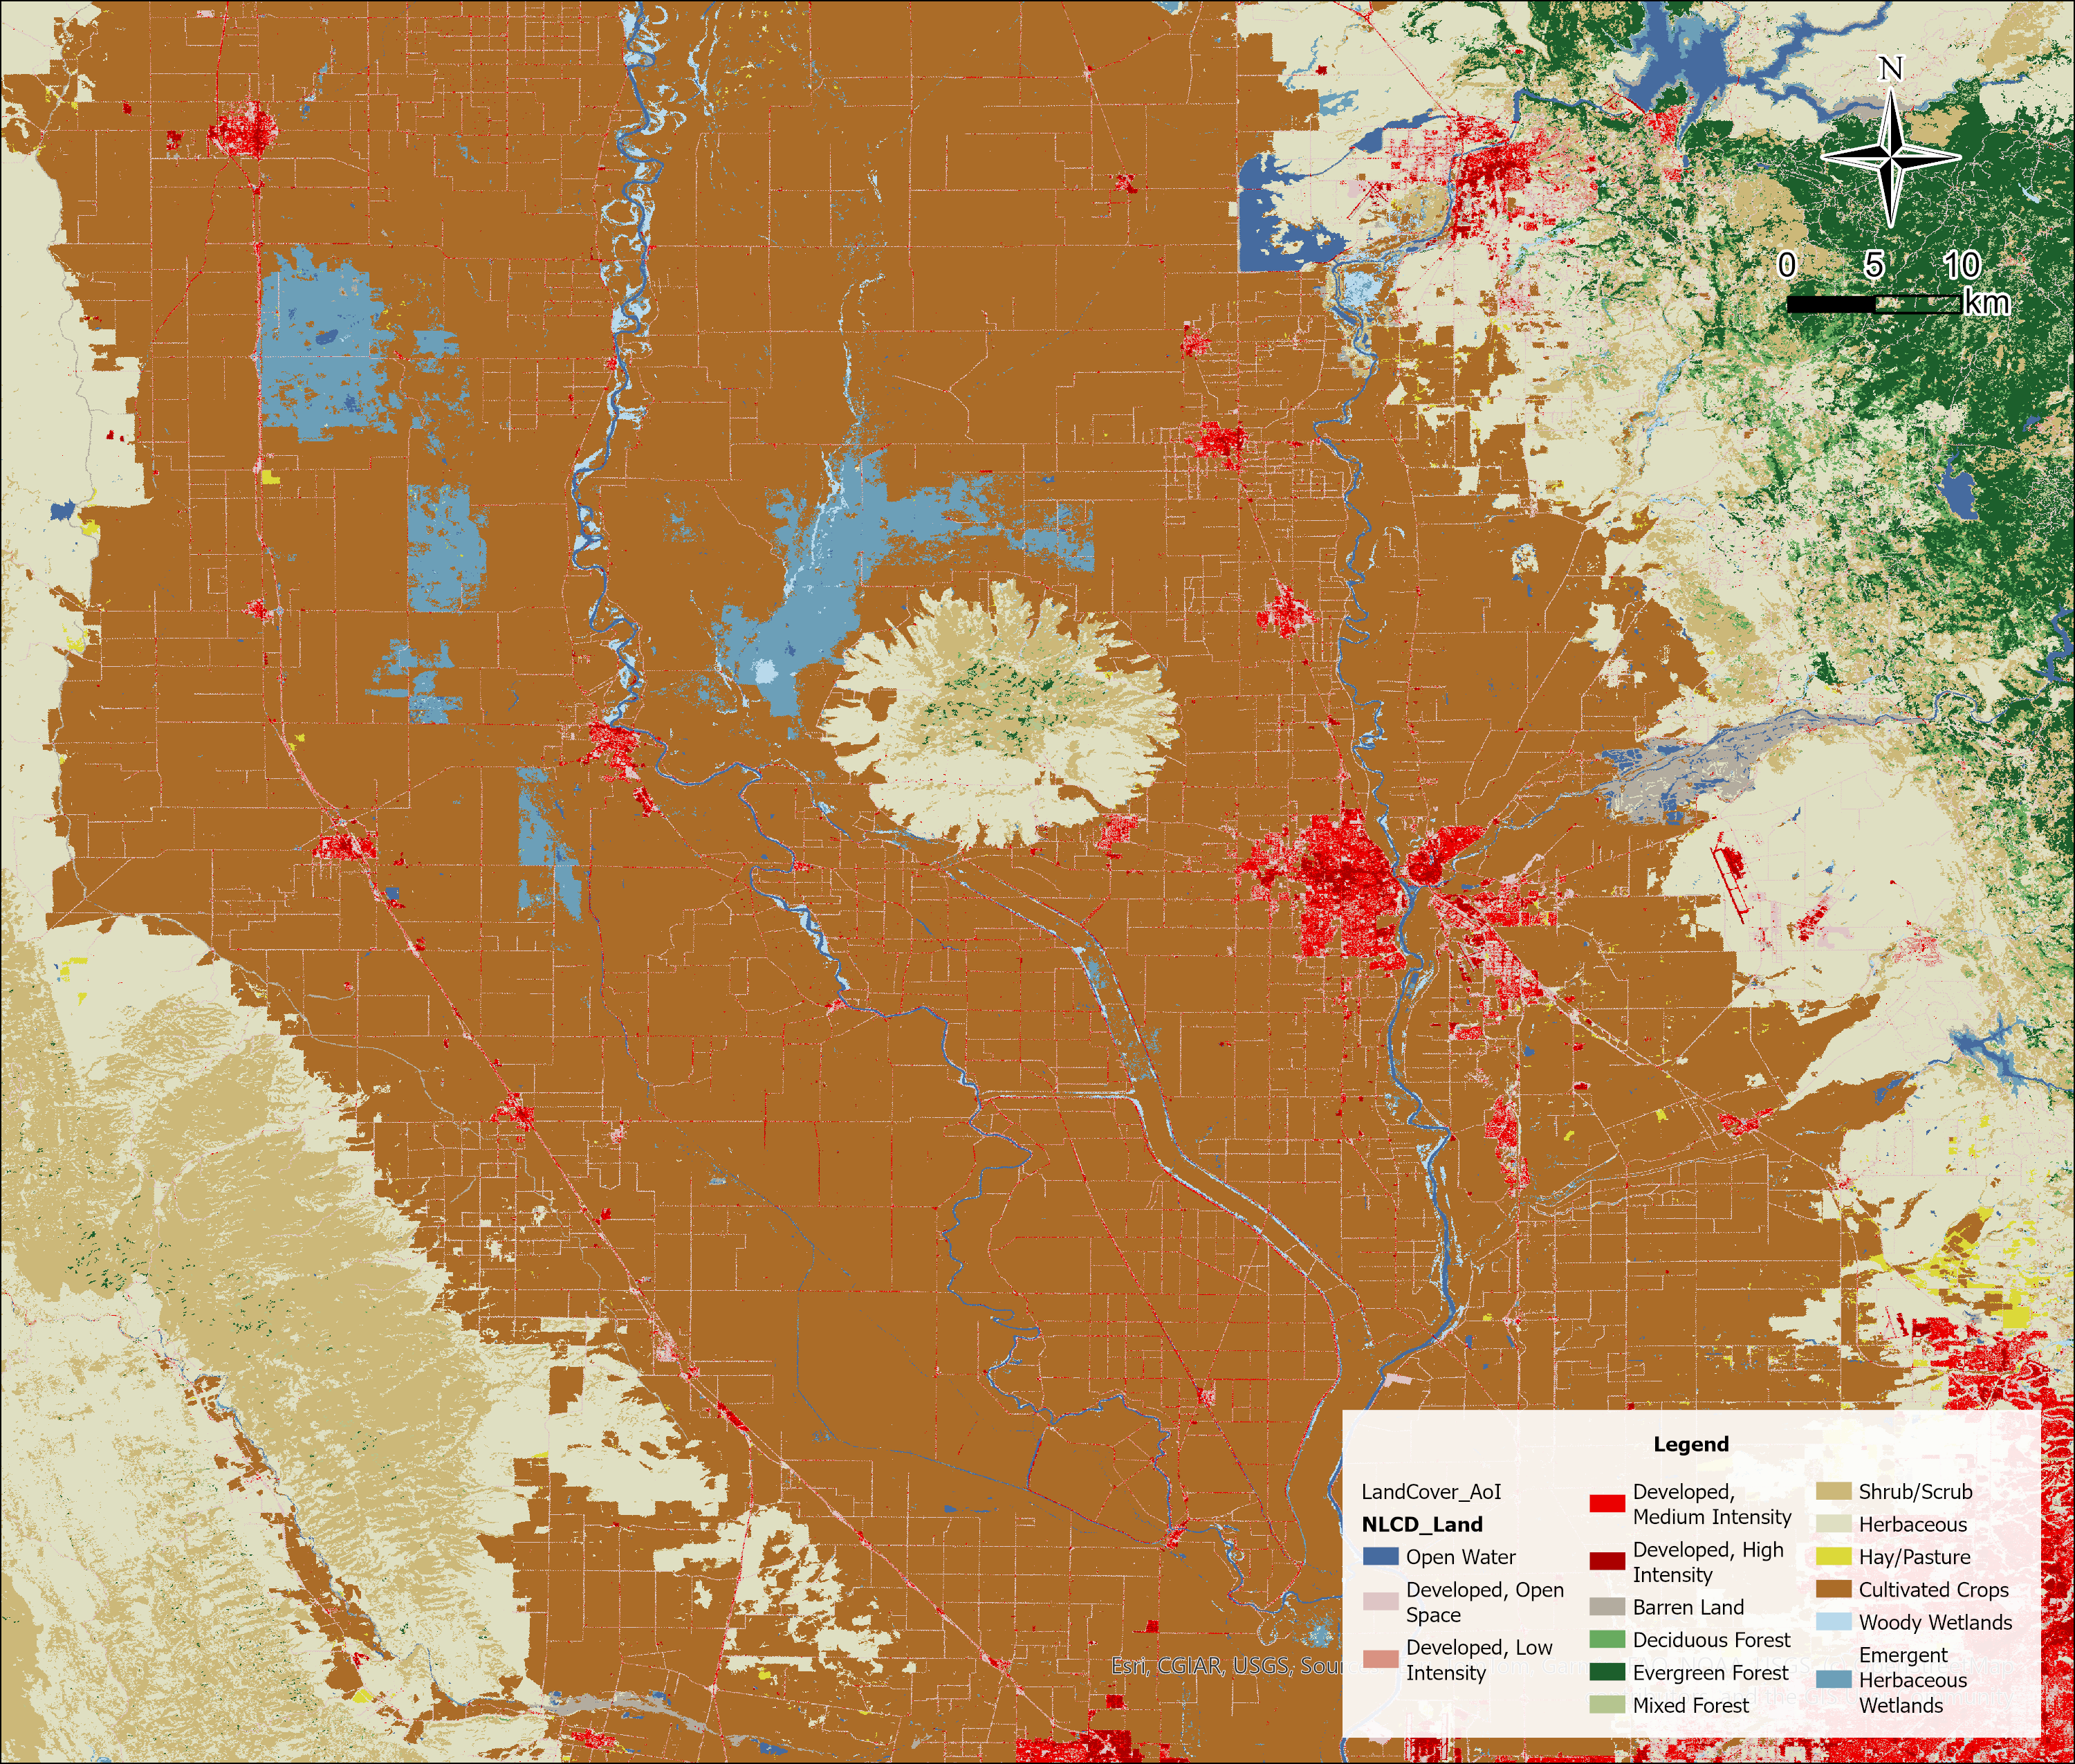 N
0 5 10
km
Legend
LandCover_AoI
NLCD_Land
Open Water
Developed, Open
Space
Developed, Low
Intensity
Developed,
Medium Intensity
Developed, High
Intensity
Barren Land
Deciduous Forest
Evergreen Forest
Mixed Forest
Shrub/Scrub
Herbaceous
Hay/Pasture
Cultivated Crops
Woody Wetlands
Emergent
Herbaceous
Wetlands
Esri, CGIAR, USGS,